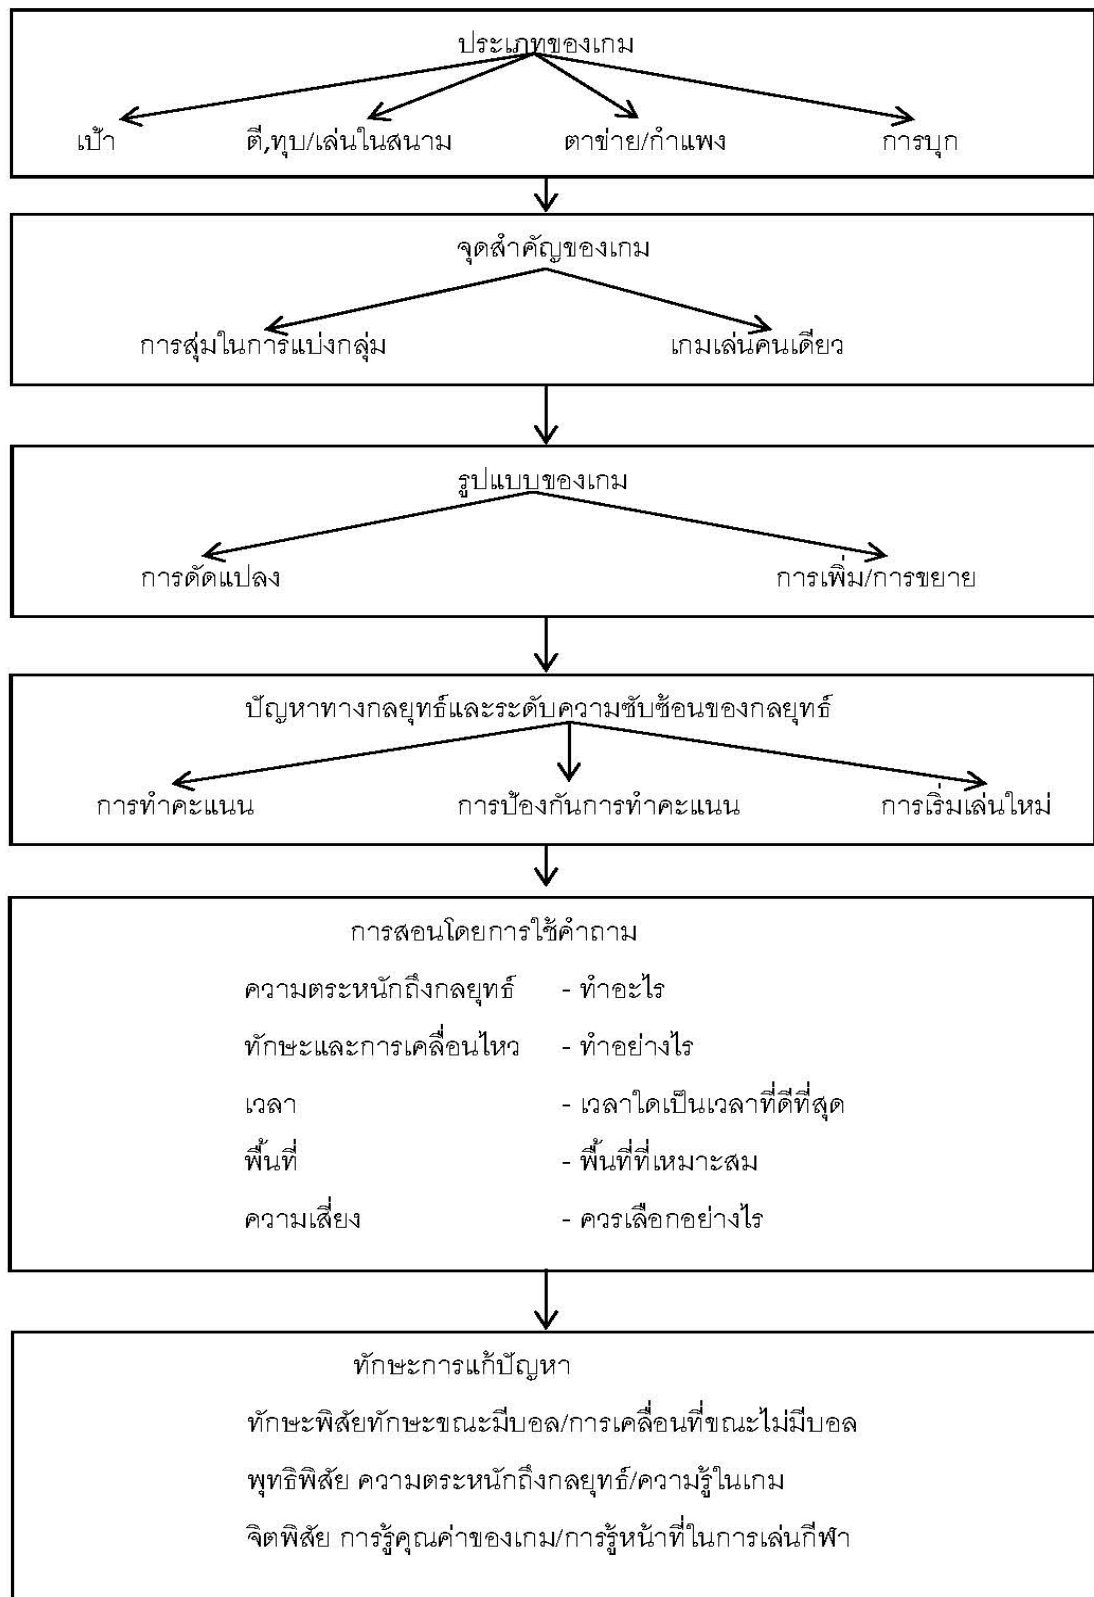 ประเภทของเกม
เป้า ตี,ทุบ/เล่นในสนาม ตาข่าย/กำแพง การบุก
จุดสำคัญของเกม
การสุ่มในการแบ่งกลุ่ม เกมเล่นคนเดียว
รูปแบบของเกม
การดัดแปลง การเพิ่ม/การขยาย
ปัญหาทางกลยุทธ์และระดับความซับซ้อนของกลยุทธ์
การทำคะแนน การป้องกันการทำคะแนน การเริ่มเล่นใหม่
การสอนโดยการใช้คำถาม
ความตระหนักถึงกลยุทธ์ - ทำอะไร
ทักษะและการเคลื่อนไหว - ทำอย่างไร
เวลา - เวลาใดเป็นเวลาที่ดีที่สุด
พื้นที่ - พื้นที่ที่เหมาะสม
ความเสี่ยง - ควรเลือกอย่างไร
ทักษะการแก้ปัญหา
ทักษะพิสัยทักษะขณะมีบอล/การเคลื่อนที่ขณะไม่มีบอล
พุทธิพิสัย ความตระหนักถึงกลยุทธ์/ความรู้ในเกม
จิตพิสัย การรู้คุณค่าของเกม/การรู้หน้าที่ในการเล่นกีฬา